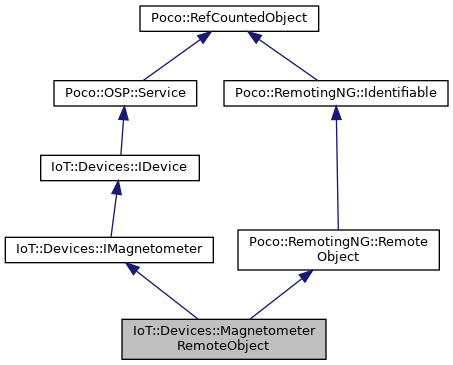 Poco::RefCountedObject
Poco::OSP::Service
Poco::RemotingNG::Identifiable
IoT::Devices::IDevice
IoT::Devices::IMagnetometer
Poco::RemotingNG::Remote
Object
IoT::Devices::Magnetometer
RemoteObject